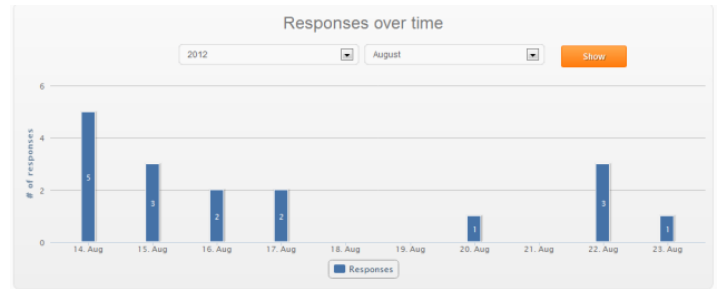 Responses over time
2012 August Show
6
4
2
0
# of responses
5 3 2 2 1 3 1
14. Aug 15. Aug 16. Aug 17. Aug 18. Aug 19. Aug 20. Aug 21. Aug 22. Aug 23. Aug
Responses